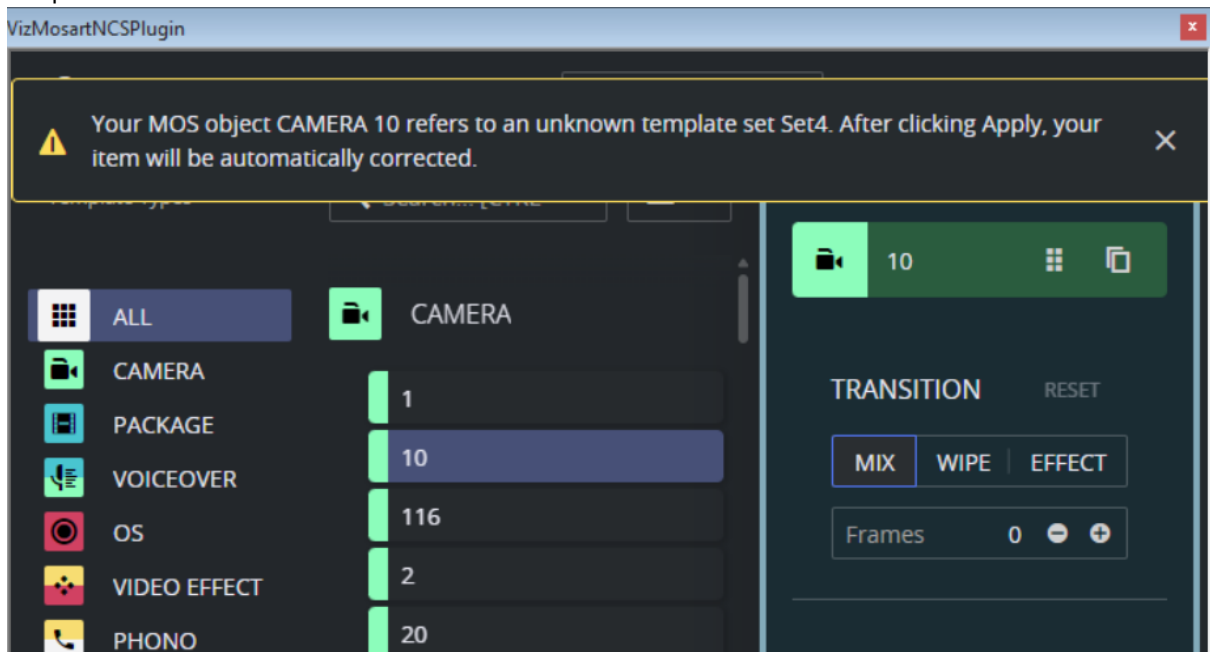 VizMosartNCSPlugin
x
Your MOS object CAMERA 10 refers to an unknown template set Set4. After clicking Apply, your
item will be automatically corrected.
10
ALL
CAMERA
CAMERA
1
TRANSITION
RESET
PACKAGE
10
MIX
WIPE
EFFECT
VOICEOVER
116
OS
Frames
0
2
VIDEO EFFECT
20
PHONO